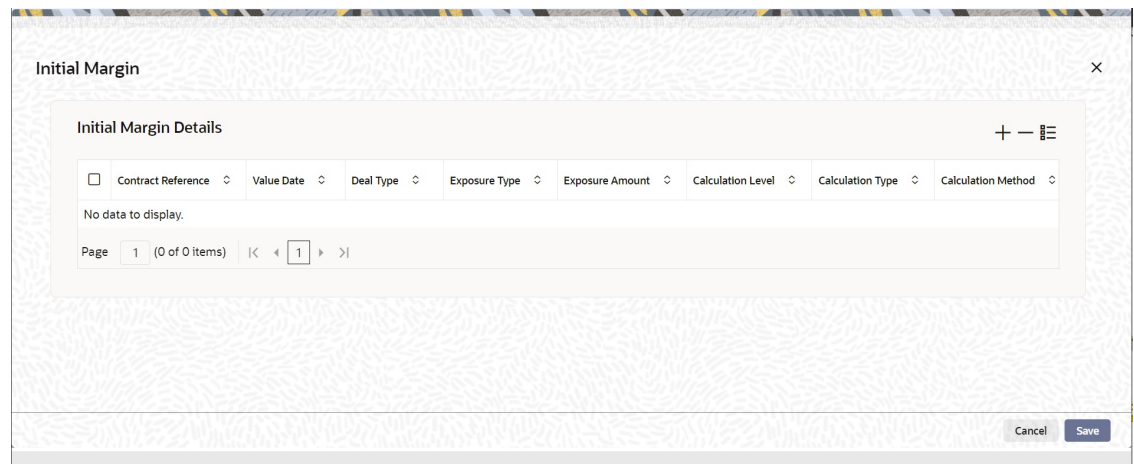 Initial Margin
Initial Margin Details
Contract Reference Value Date Deal Type Exposure Type Exposure Amount Calculation Level Calculation Type Calculation Method
No data to display.
Page 1 (0 of 0 items) 1
Cancel Save